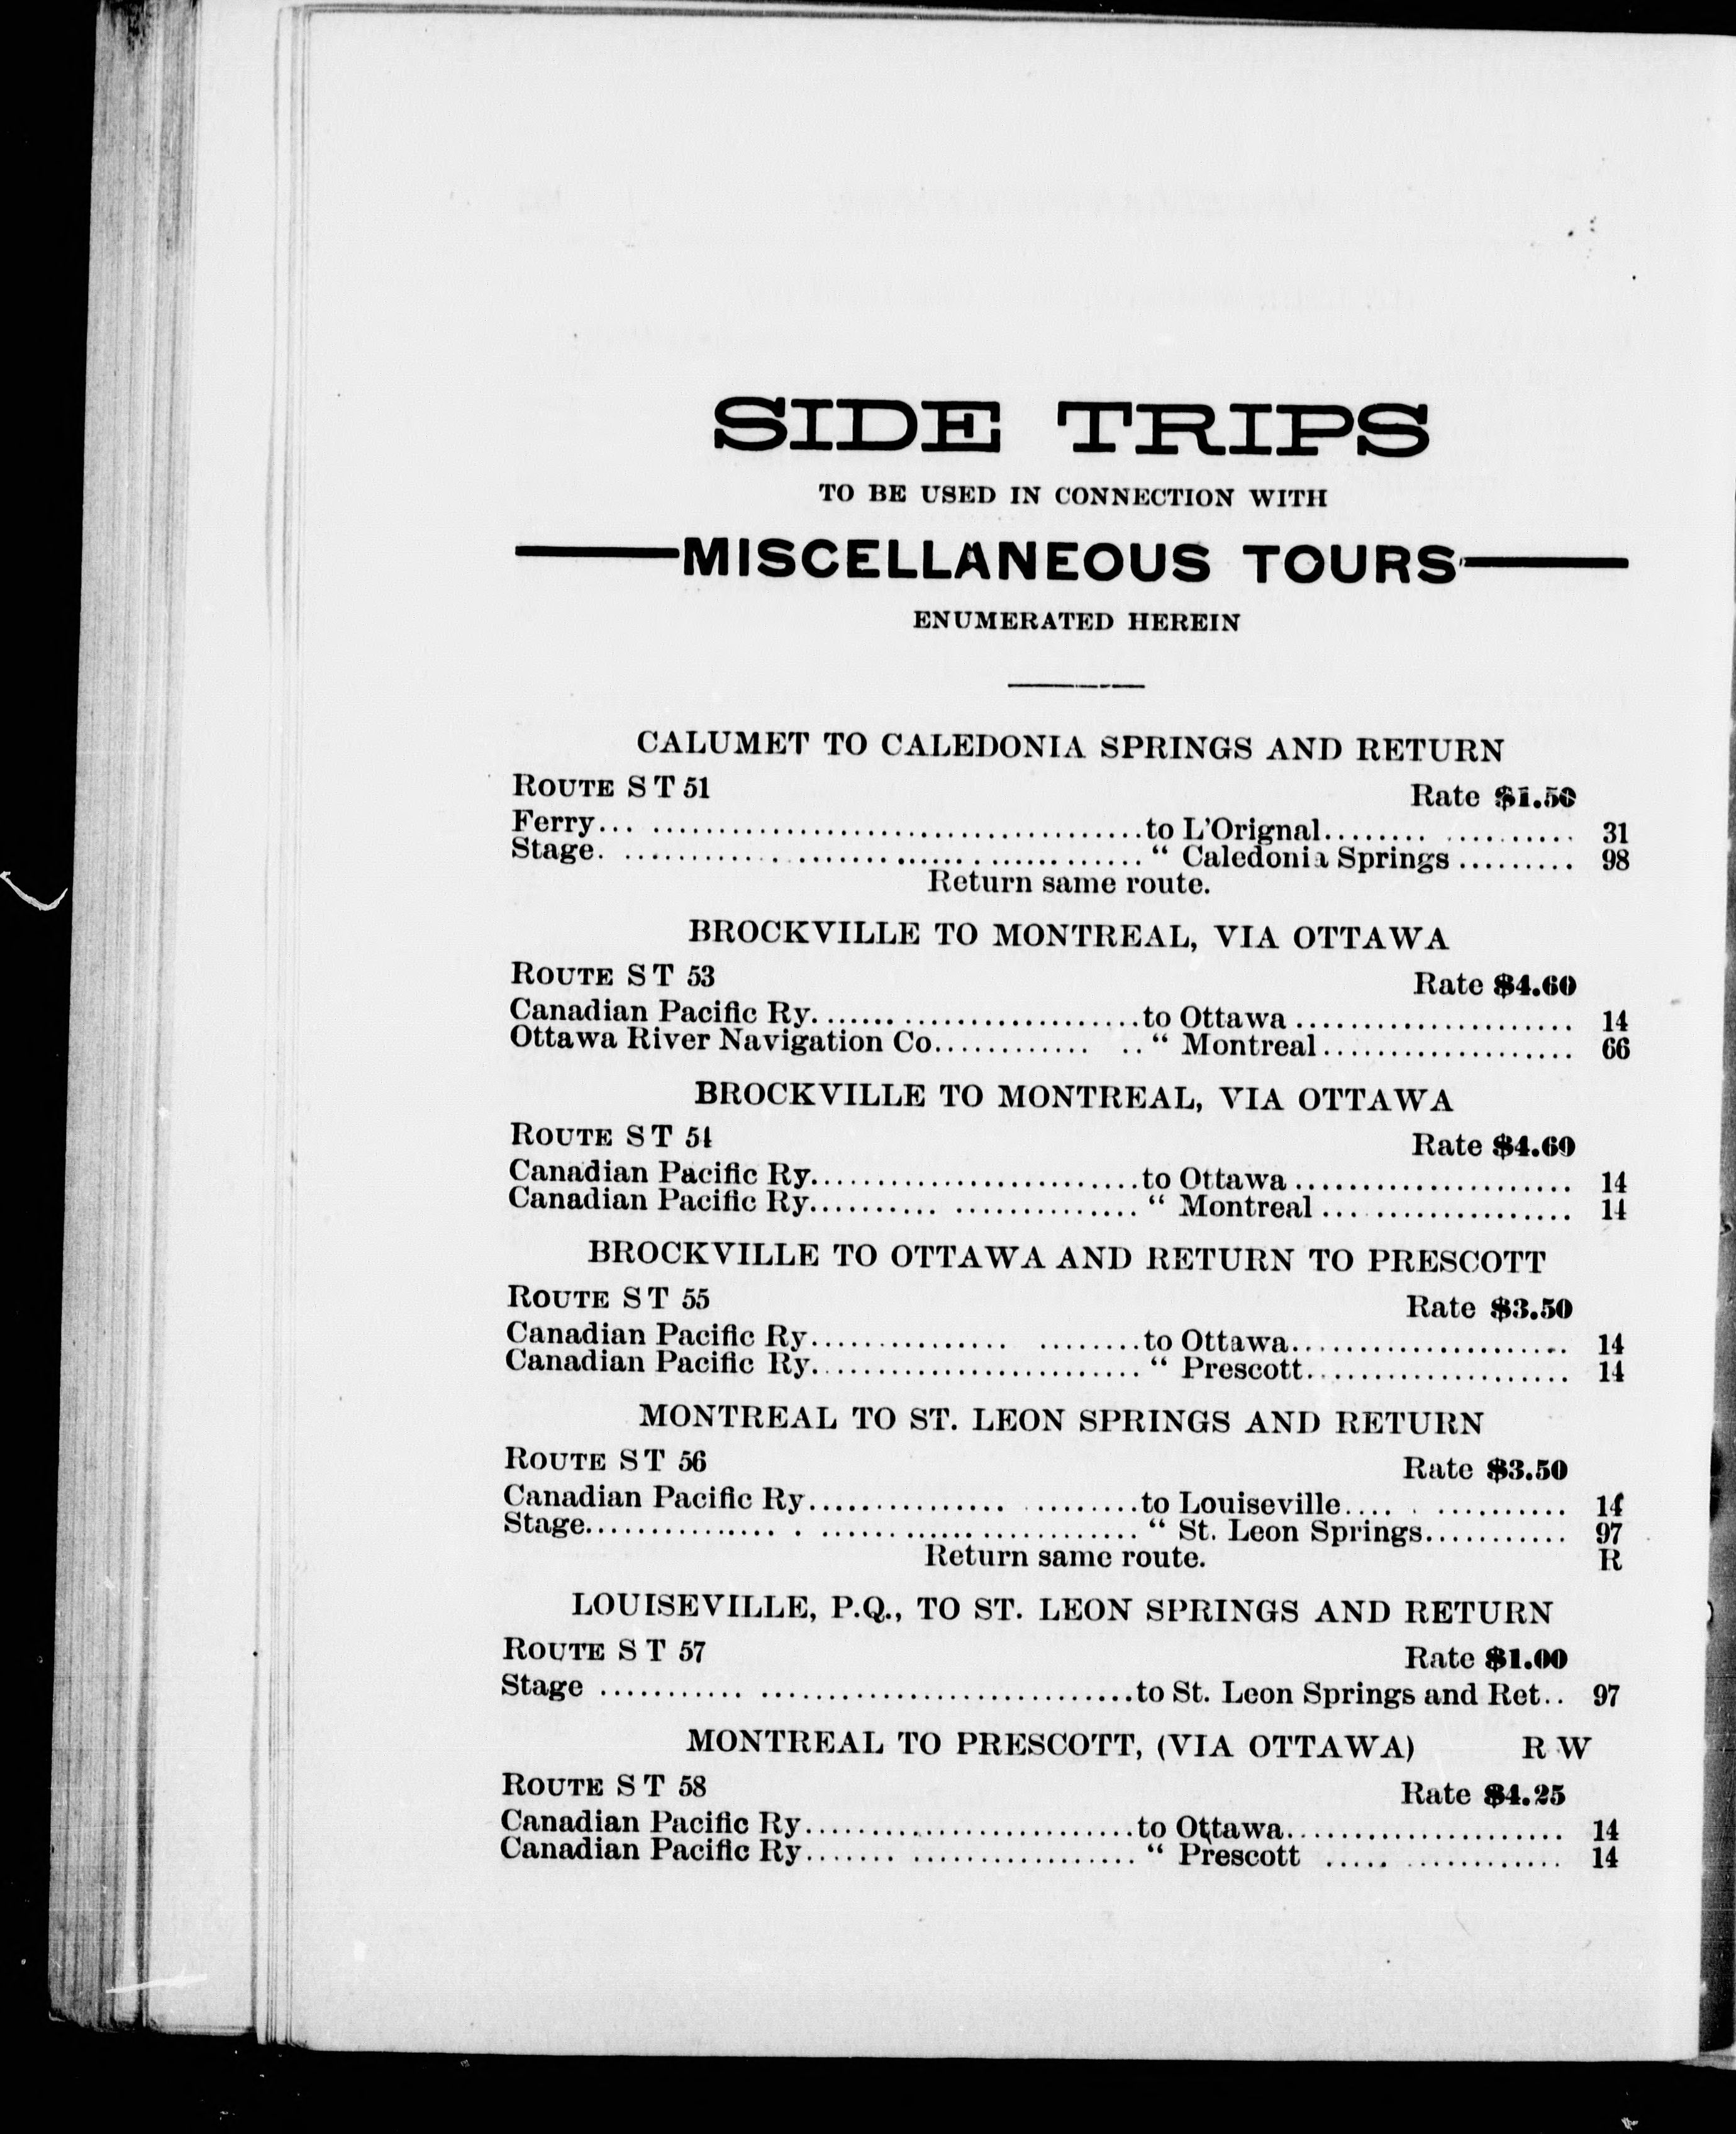 SIDE TRIPS
TO BE USED IN CONNECTION WITH
MISCELLANEOUS TOURS
ENUMERATED HEREIN
CALUMET TO CALEDONIA SPRINGS AND RETURN
ROUTE S T 51 Rate $1.50
Ferry... .....................................to L'Orignal........ .......... 31
Stage. ....................................... “ Caledonia Springs ......... 98
Return same route.
BROCKVILLE TO MONTREAL, VIA OTTAWA
ROUTE S T 53 Rate $4.60
Canadian Pacific Ry.........................to Ottawa ..................... 14
Ottawa River Navigation Co............ .. “ Montreal................... 66
BROCKVILLE TO MONTREAL, VIA OTTAWA
ROUTE S T 54 Rate $4.60
Canadian Pacific Ry.........................to Ottawa ..................... 14
Canadian Pacific Ry.......... .............. “ Montreal ... ............... 14
BROCKVILLE TO OTTAWA AND RETURN TO PRESCOTT
ROUTE S T 55 Rate $3.50
Canadian Pacific Ry............... ........to Ottawa..................... 14
Canadian Pacific Ry......................... “ Prescott.................... 14
MONTREAL TO ST. LEON SPRINGS AND RETURN
ROUTE S T 56 Rate $3.50
Canadian Pacific Ry............... .........to Louiseville.... . .......... 14
Stage.............. . ........................ “ St. Leon Springs........... 97
Return same route. R
LOUISEVILLE, P.Q., TO ST. LEON SPRINGS AND RETURN
ROUTE S T 57 Rate $1.00
Stage ........... ............................to St. Leon Springs and Ret.. 97
MONTREAL TO PRESCOTT, (VIA OTTAWA) R W
ROUTE S T 58 Rate $4.25
Canadian Pacific Ry.........................to Ottawa..................... 14
Canadian Pacific Ry....... ................. “ Prescott ..... ............ 14